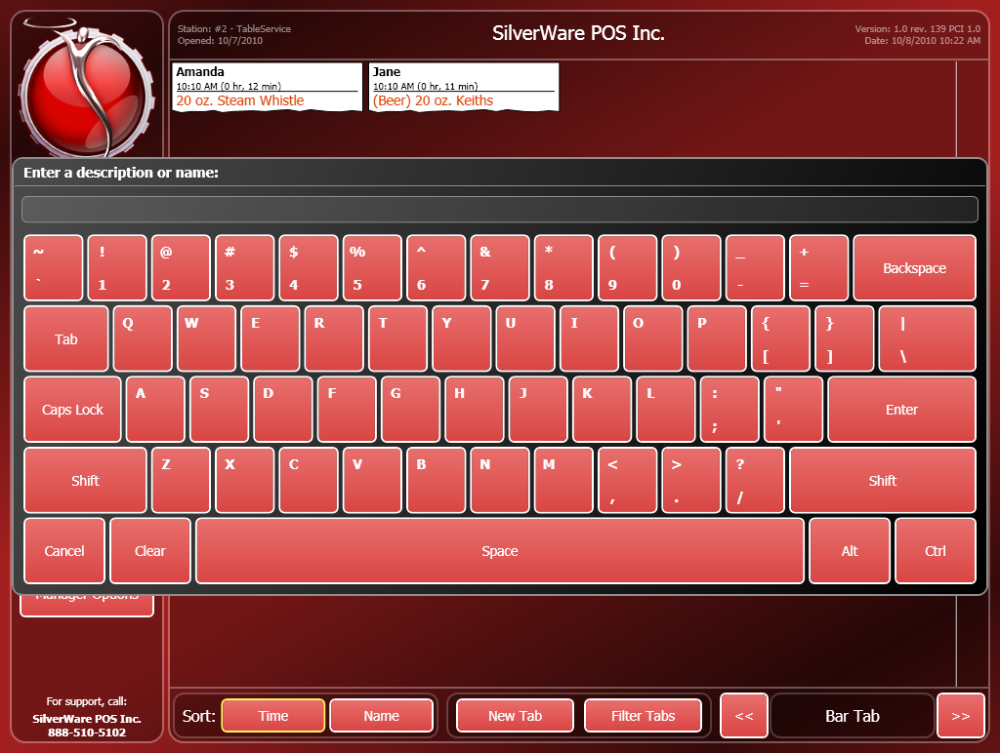 Station: #2 - TableService
Opened: 10/7/2010
SilverWare POS Inc.
Version: 1.0 rev. 139 PCI 1.0
Date: 10/8/2010 10:22 AM
Amanda
10:10 AM (0 hr, 12 min)
20 oz. Steam Whistle
Jane
10:10 AM (0 hr, 11 min)
(Beer) 20 oz. Keiths
Enter a description or name:
~ ! @ # $ % ^ & * ( ) _ +
` 1 2 3 4 5 6 7 8 9 0 - = Backspace
Tab Q W E R T Y U I O P { } |
[ ] \
Caps Lock A S D F G H J K L : "
; ' Enter
Shift Z X C V B N M < > ?
, . / Shift
Cancel Clear Space Alt Ctrl
Manager Options
For support, call:
SilverWare POS Inc.
888-510-5102
Sort: Time Name New Tab Filter Tabs << Bar Tab >>